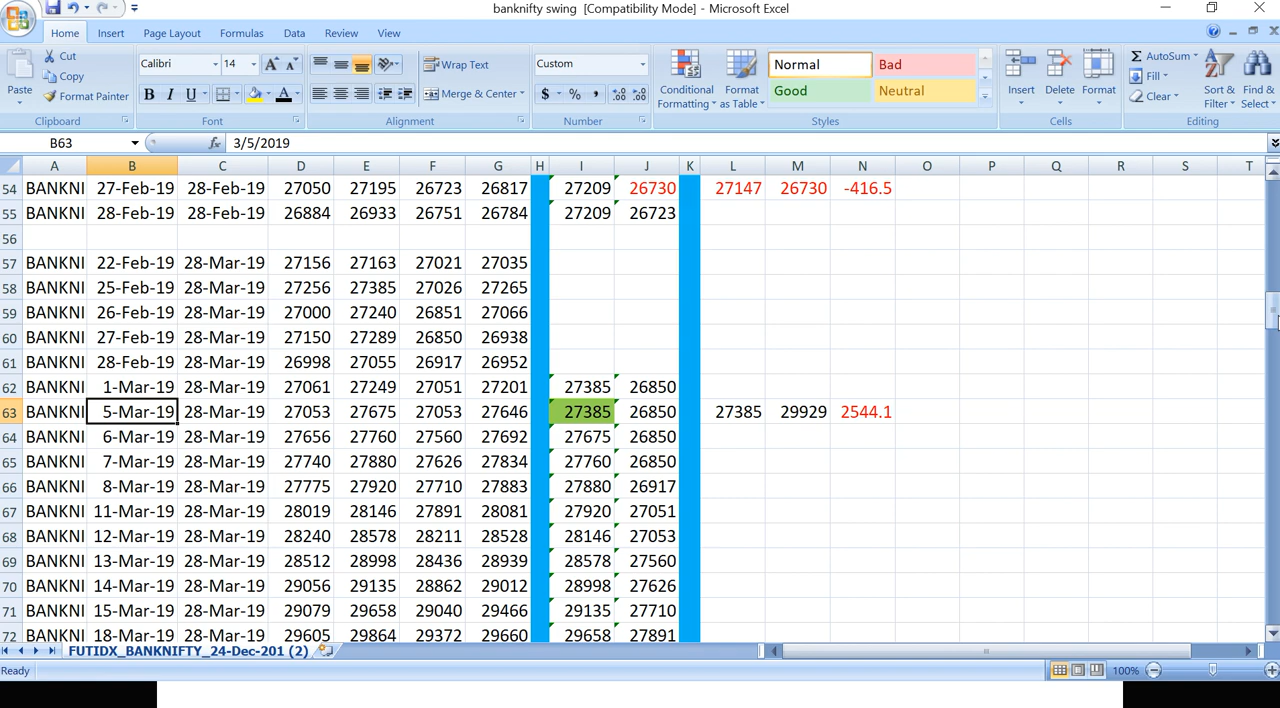 banknifty swing [Compatibility Mode] - Microsoft Excel
Home Insert Page Layout Formulas Data Review View
Paste
Cut
Copy
Format Painter
Clipboard
Calibri 14
B I U
Font
Wrap Text
Merge & Center
Alignment
Custom
$ % ,
Number
Conditional Formatting
Format as Table
Normal Bad
Good Neutral
Styles
Insert Delete Format
Cells
AutoSum
Fill
Clear
Sort & Filter
Find & Select
Editing
B63 fx 3/5/2019
A B C D E F G H J K L M N O P Q R S T
54 BANKNI 27-Feb-19 28-Feb-19 27050 27195 26723 26817 27209 26730 27147 26730 -416.5
55 BANKNI 28-Feb-19 28-Feb-19 26884 26933 26751 26784 27209 26723
56
57 BANKNI 22-Feb-19 28-Mar-19 27156 27163 27021 27035
58 BANKNI 25-Feb-19 28-Mar-19 27256 27385 27026 27265
59 BANKNI 26-Feb-19 28-Mar-19 27000 27240 26851 27066
60 BANKNI 27-Feb-19 28-Mar-19 27150 27289 26850 26938
61 BANKNI 28-Feb-19 28-Mar-19 26998 27055 26917 26952
62 BANKNI 1-Mar-19 28-Mar-19 27061 27249 27051 27201 27385 26850
63 BANKNI 5-Mar-19 28-Mar-19 27053 27675 27053 27646 27385 26850 27385 29929 2544.1
64 BANKNI 6-Mar-19 28-Mar-19 27656 27760 27560 27692 27675 26850
65 BANKNI 7-Mar-19 28-Mar-19 27740 27880 27626 27834 27760 26850
66 BANKNI 8-Mar-19 28-Mar-19 27775 27920 27710 27883 27880 26917
67 BANKNI 11-Mar-19 28-Mar-19 28019 28146 27891 28081 27920 27051
68 BANKNI 12-Mar-19 28-Mar-19 28240 28578 28211 28528 28146 27053
69 BANKNI 13-Mar-19 28-Mar-19 28512 28998 28436 28939 28578 27560
70 BANKNI 14-Mar-19 28-Mar-19 29056 29135 28862 29012 28998 27626
71 BANKNI 15-Mar-19 28-Mar-19 29079 29658 29040 29466 29135 27710
72 BANKNI 18-Mar-19 28-Mar-19 29605 29864 29372 29660 29658 27891
FUTIDX_BANKNIFTY_24-Dec-201 (2)
Ready 100%